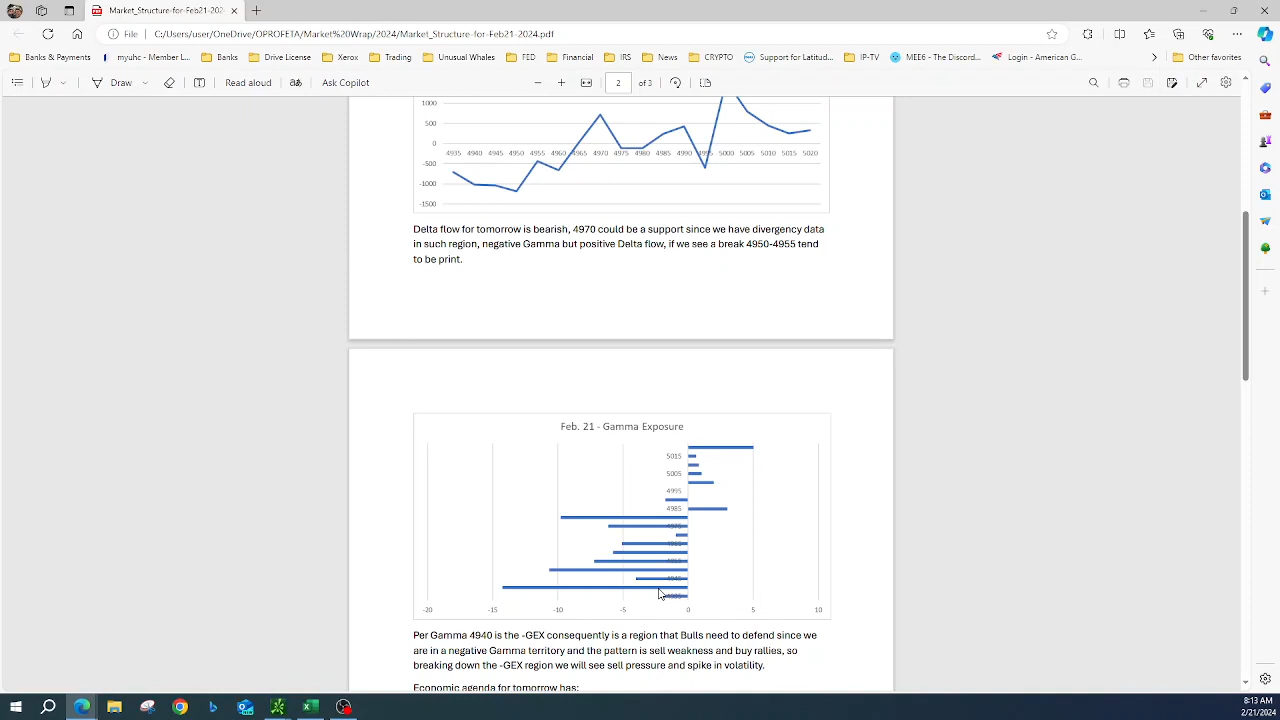 Market_Structure-for-Feb21-202
File C:/Users/user/OneDrive/OPROFETA/Market%20Wrap/2024/Market_Structure-for-Feb21-2024.pdf
Banks n Payments myuhc - Member l... Banks Drive Licence Xerox Trading Unusual Whales FED Financial IRS News CRYPTO Support for Latitud... IP-TV MEE6 - The Discord... Login - American G... Other favorites
Draw Read aloud Ask Copilot 2 of 3
1000
500
0
4935 4940 4945 4950 4955 4960 4965 4970 4975 4980 4985 4990 4995 5000 5005 5010 5015 5020
-500
-1000
-1500
Delta flow for tomorrow is bearish, 4970 could be a support since we have divergency data
in such region, negative Gamma but positive Delta flow, if we see a break 4950-4955 tend
to be print.
Feb. 21 - Gamma Exposure
5015
5005
4995
4985
4975
4965
4955
4945
4935
-20 -15 -10 -5 0 5 10
Per Gamma 4940 is the -GEX consequently is a region that Bulls need to defend since we
are in a negative Gamma territory and the pattern is sell weakness and buy rallies, so
breaking down the -GEX region we will see sell pressure and spike in volatility.
Economic agenda for tomorrow has:
8:13 AM
2/21/2024